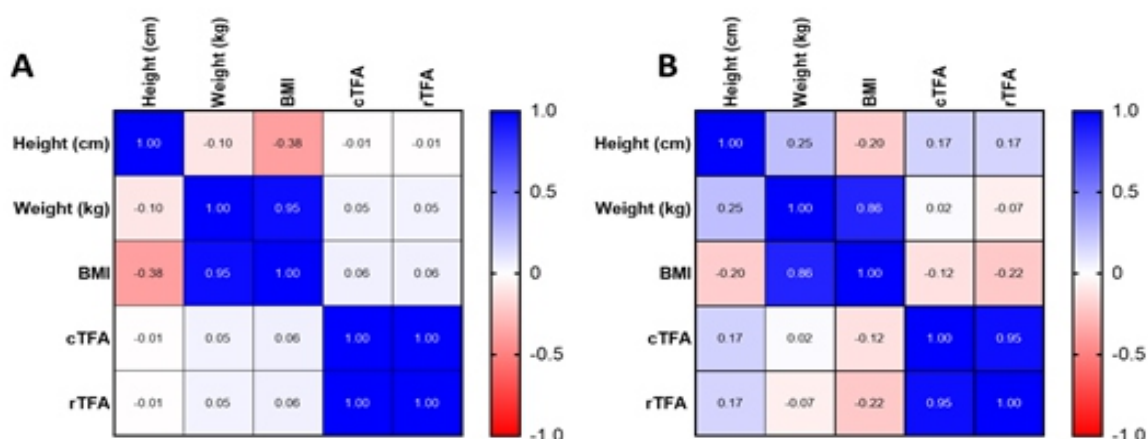 A
Height (cm) Weight (kg) BMI cTFA rTFA
Height (cm) 1.00 -0.10 -0.38 -0.01 -0.01
Weight (kg) -0.10 1.00 0.95 0.05 0.05
BMI -0.38 0.95 1.00 0.06 0.06
cTFA -0.01 0.05 0.06 1.00 1.00
rTFA -0.01 0.05 0.06 1.00 1.00
1.0
0.5
0
-0.5
-1.0
B
Height (cm) Weight (kg) BMI cTFA rTFA
Height (cm) 1.00 0.25 -0.20 0.17 0.17
Weight (kg) 0.25 1.00 0.86 0.02 -0.07
BMI -0.20 0.86 1.00 -0.12 -0.22
cTFA 0.17 0.02 -0.12 1.00 0.95
rTFA 0.17 -0.07 -0.22 0.95 1.00
1.0
0.5
0
-0.5
-1.0